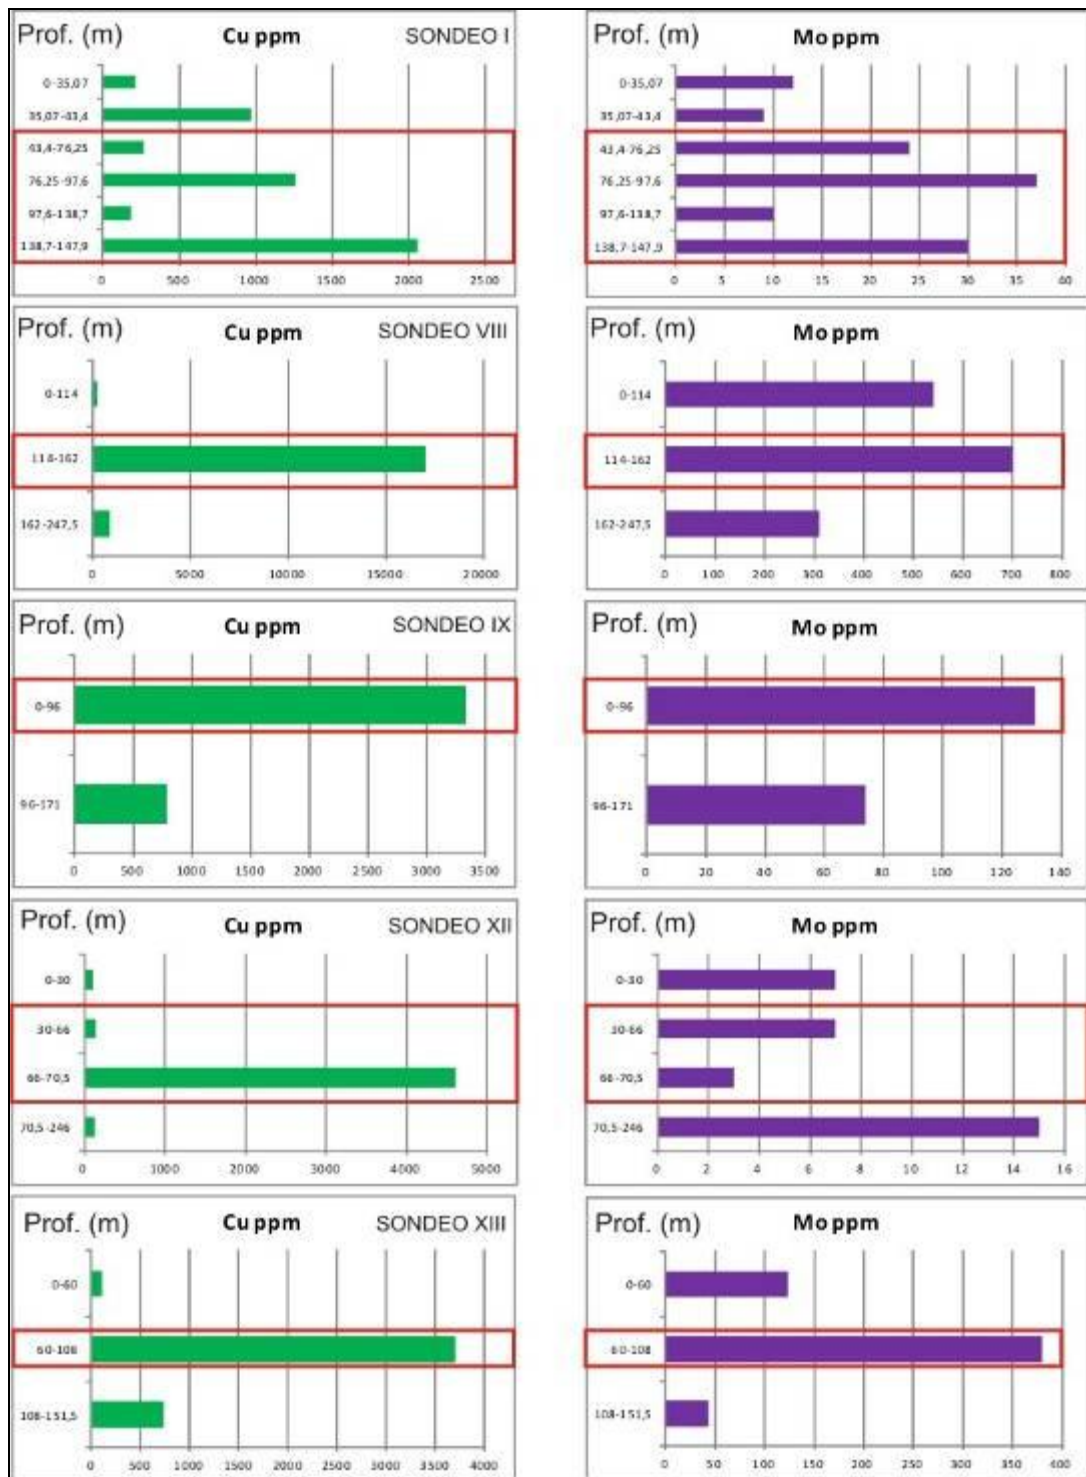 Prof. (m) Cu ppm SONDEO I
0-35,07
35,07-43,4
43,4-76,25
76,25-97,6
97,6-138,7
138,7-147,9
0 500 1000 1500 2000 2500
Prof. (m) Mo ppm
0-35,07
35,07-43,4
43,4-76,25
76,25-97,6
97,6-138,7
138,7-147,9
0 5 10 15 20 25 30 35 40
Prof. (m) Cu ppm SONDEO VIII
0-114
114-162
162-247,5
0 5000 10000 15000 20000
Prof. (m) Mo ppm
0-114
114-162
162-247,5
0 100 200 300 400 500 600 700 800
Prof. (m) Cu ppm SONDEO IX
0-96
96-171
0 500 1000 1500 2000 2500 3000 3500
Prof. (m) Mo ppm
0-96
96-171
0 20 40 60 80 100 120 140
Prof. (m) Cu ppm SONDEO XII
0-30
30-66
66-70,5
70,5-246
0 1000 2000 3000 4000 5000
Prof. (m) Mo ppm
0-30
30-66
66-70,5
70,5-246
0 2 4 6 8 10 12 14 16
Prof. (m) Cu ppm SONDEO XIII
0-60
60-108
108-151,5
0 500 1000 1500 2000 2500 3000 3500 4000
Prof. (m) Mo ppm
0-60
60-108
108-151,5
0 50 100 150 200 250 300 350 400